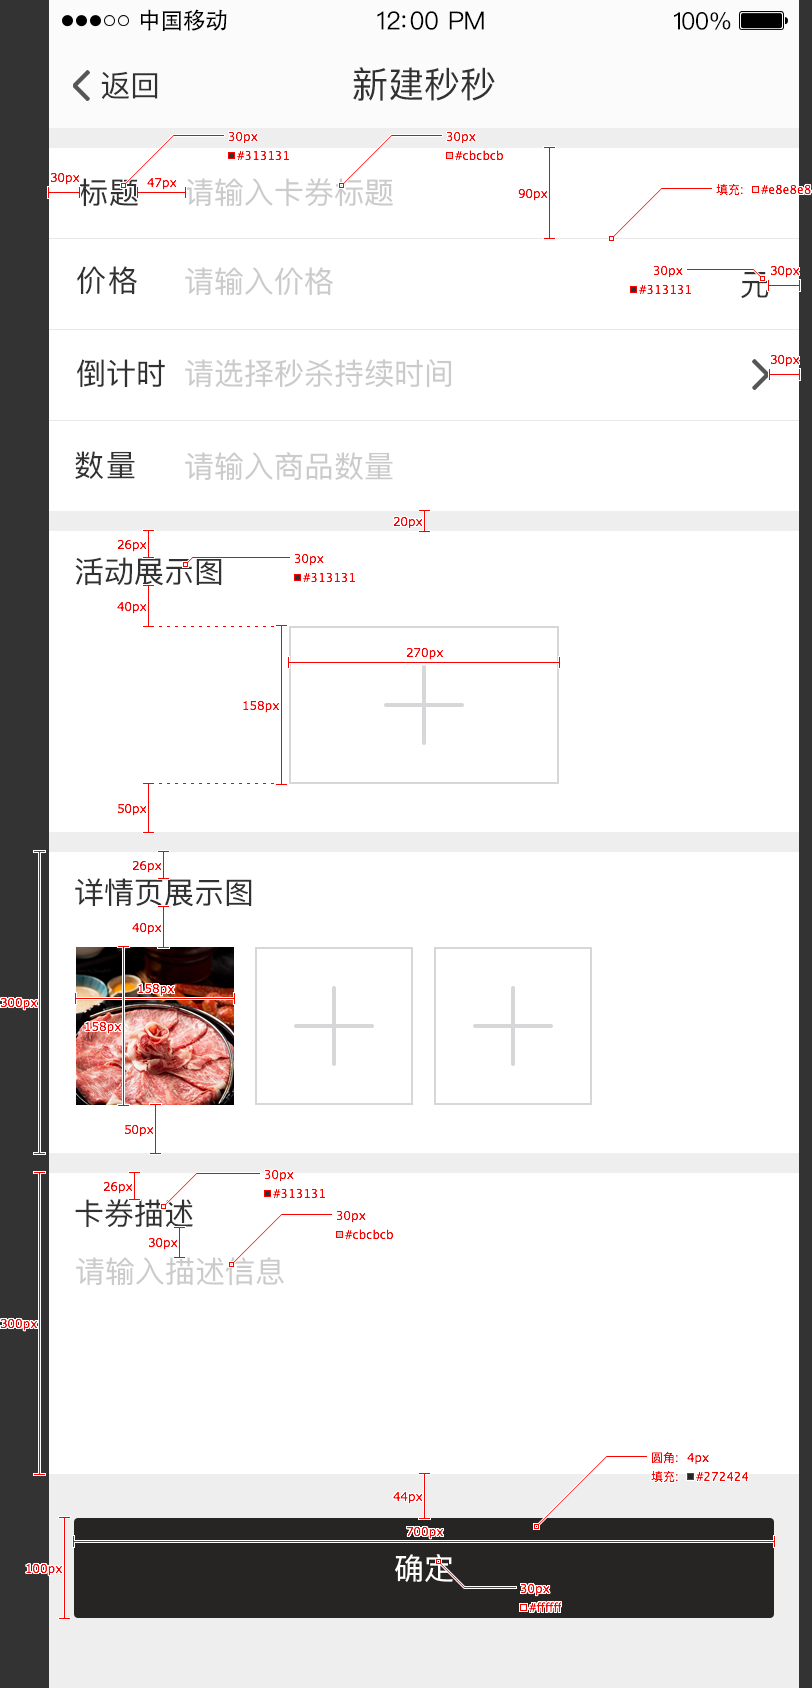 中国移动 12:00 PM 100%
返回 新建秒秒
30px 30px
#313131 #cbcbcb
30px 标题 47px 请输入卡券标题 90px 填充: #e8e8e8
价格 请输入价格 30px 元 30px
#313131
倒计时 请选择秒杀持续时间 30px
数量 请输入商品数量
20px
26px
活动展示图 30px
#313131
40px
270px
158px
50px
26px
详情页展示图
40px
158px
300px
158px
50px
26px 30px
#313131
卡券描述 30px
#cbcbcb
30px
请输入描述信息
300px
圆角: 4px
填充: #272424
44px
700px
100px 确定
30px
#ffffff